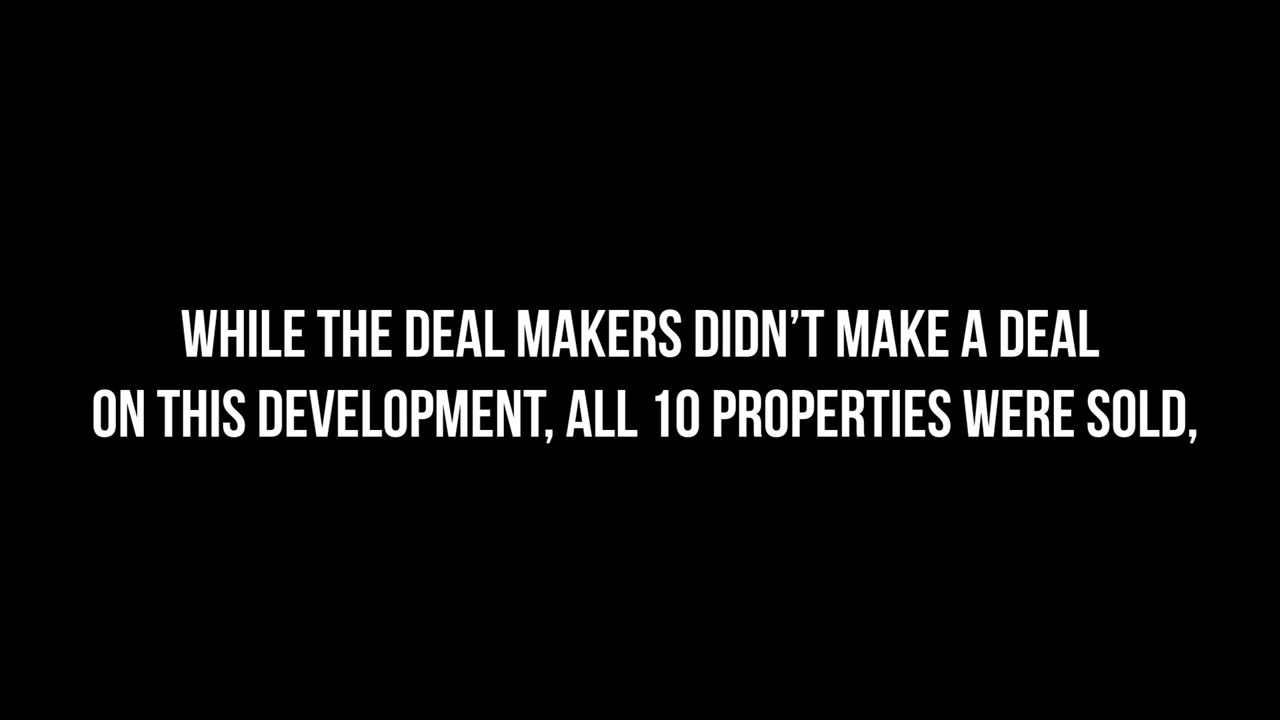 WHILE THE DEAL MAKERS DIDN’T MAKE A DEAL
ON THIS DEVELOPMENT, ALL 10 PROPERTIES WERE SOLD,